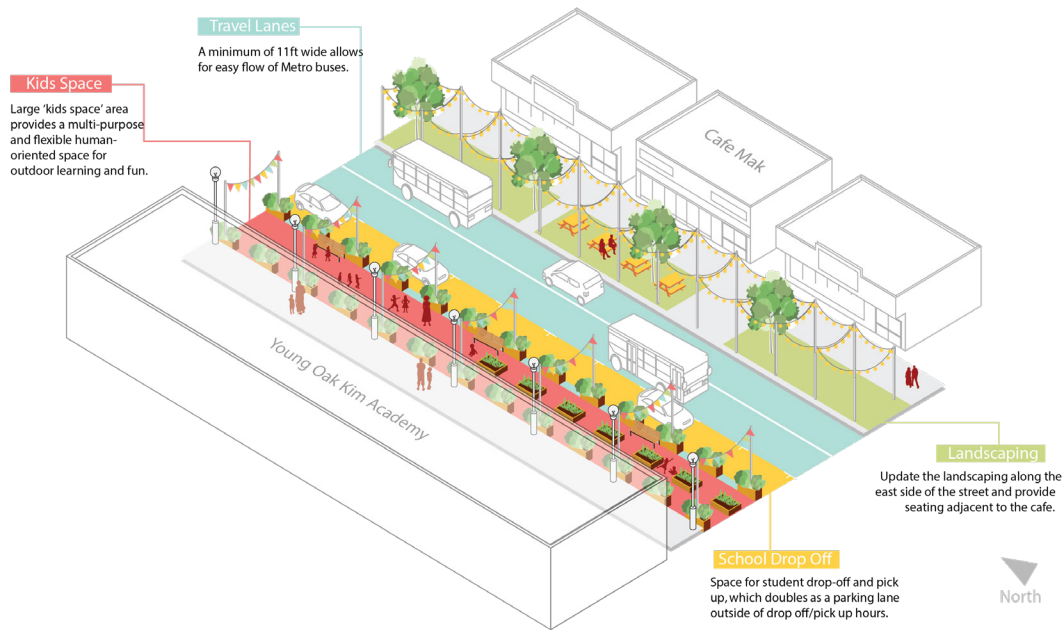 Travel Lanes
A minimum of 11ft wide allows
for easy flow of Metro buses.
Kids Space
Large ‘kids space’ area
provides a multi-purpose
and flexible human-
oriented space for
outdoor learning and fun.
Cafe Mak
Young Oak Kim Academy
Landscaping
Update the landscaping along the
east side of the street and provide
seating adjacent to the cafe.
School Drop Off
Space for student drop-off and pick
up, which doubles as a parking lane
outside of drop off/pick up hours.
North